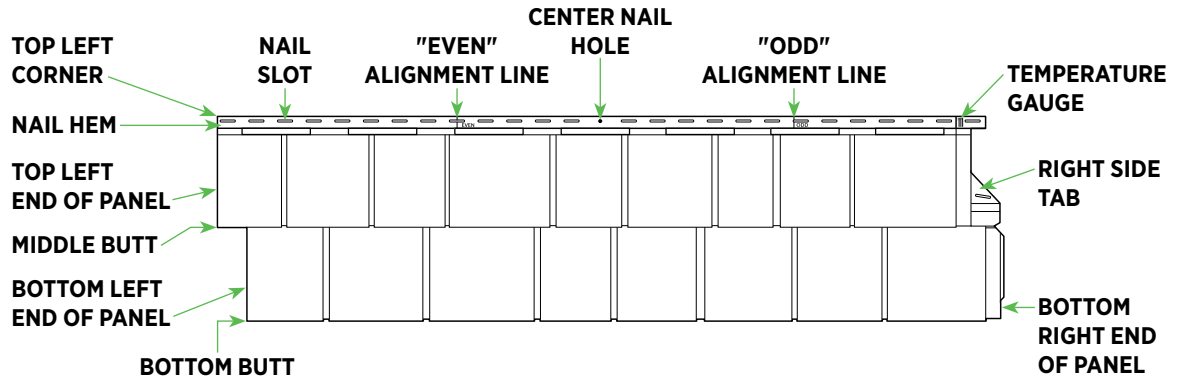 CENTER NAIL
HOLE
TOP LEFT
CORNER
NAIL
SLOT
"EVEN"
ALIGNMENT LINE
"ODD"
ALIGNMENT LINE
TEMPERATURE
GAUGE
NAIL HEM
EVEN
ODD
TOP LEFT
END OF PANEL
RIGHT SIDE
TAB
MIDDLE BUTT
BOTTOM LEFT
END OF PANEL
BOTTOM
RIGHT END
OF PANEL
BOTTOM BUTT